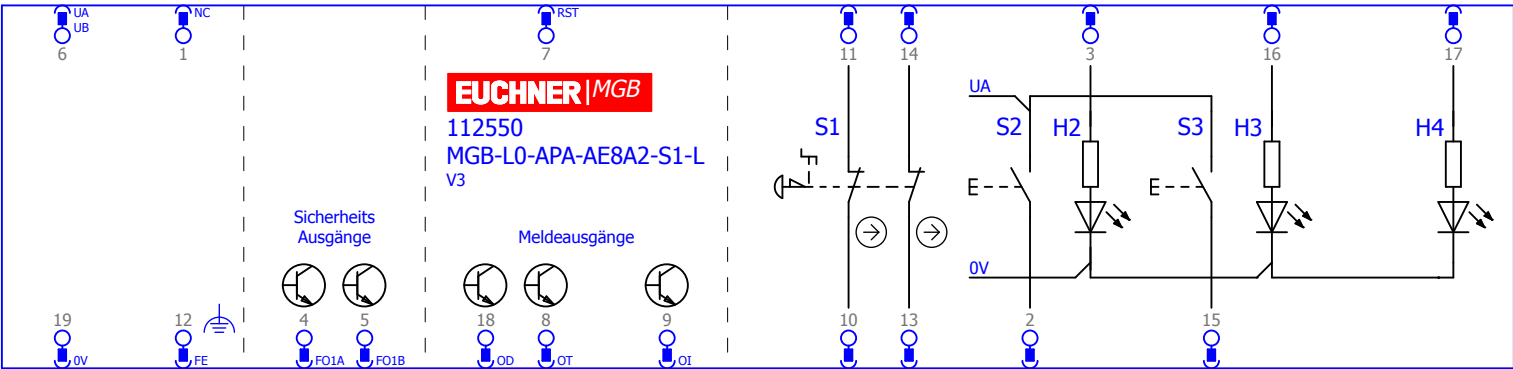 UA
UB
NC
RST
6
1
7
11
14
3
16
17
EUCHNER|MGB
112550
MGB-L0-APA-AE8A2-S1-L
V3
UA
S1
S2
H2
S3
H3
H4
Sicherheits
Ausgänge
Meldeausgänge
0V
19
12
4
5
18
8
9
10
13
2
15
0V
FE
FO1A
FO1B
OD
OT
OI